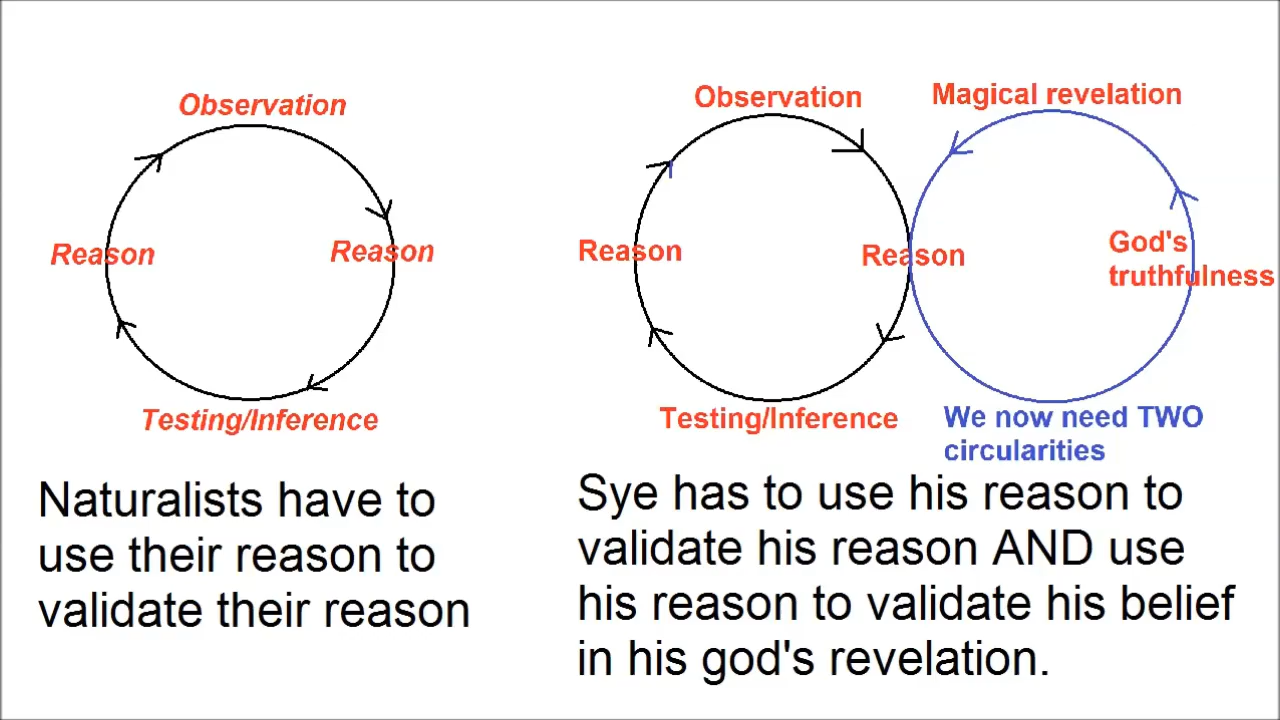 Observation
Reason
Reason
Testing/Inference
Naturalists have to
use their reason to
validate their reason
Observation
Magical revelation
Reason
Reason
God's
truthfulness
Testing/Inference
We now need TWO
circularities
Sye has to use his reason to
validate his reason AND use
his reason to validate his belief
in his god's revelation.